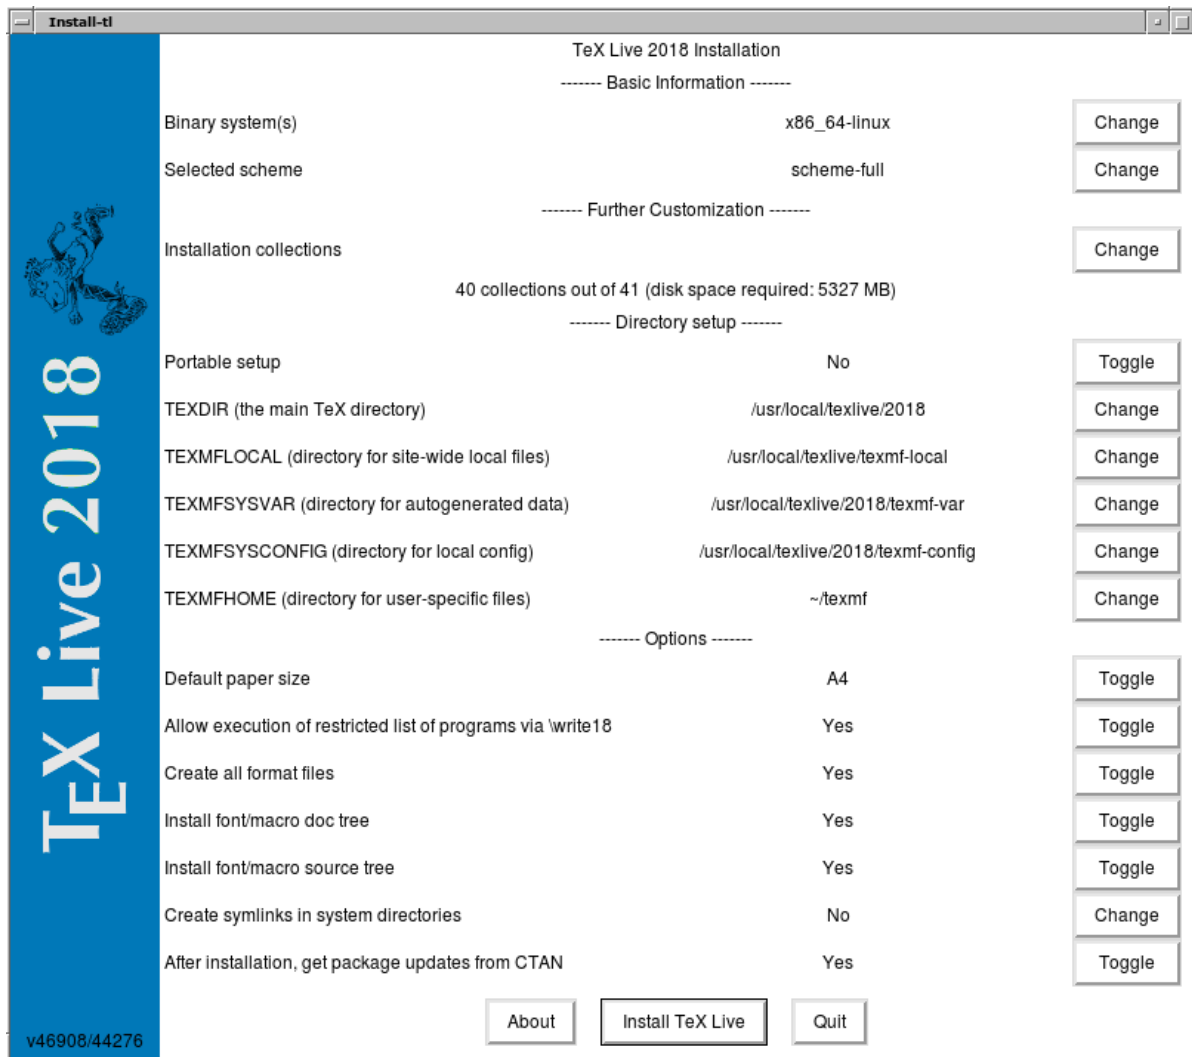 Install-tl
TeX Live 2018 Installation
------- Basic Information -------
Binary system(s) x86_64-linux Change
Selected scheme scheme-full Change
------- Further Customization -------
Installation collections Change
40 collections out of 41 (disk space required: 5327 MB)
------- Directory setup -------
Portable setup No Toggle
TEXDIR (the main TeX directory) /usr/local/texlive/2018 Change
TEXMFLOCAL (directory for site-wide local files) /usr/local/texlive/texmf-local Change
TEXMFSYSVAR (directory for autogenerated data) /usr/local/texlive/2018/texmf-var Change
TEXMFSYSCONFIG (directory for local config) /usr/local/texlive/2018/texmf-config Change
TEXMFHOME (directory for user-specific files) ~/texmf Change
------- Options -------
Default paper size A4 Toggle
Allow execution of restricted list of programs via \write18 Yes Toggle
Create all format files Yes Toggle
Install font/macro doc tree Yes Toggle
Install font/macro source tree Yes Toggle
Create symlinks in system directories No Change
After installation, get package updates from CTAN Yes Toggle
About Install TeX Live Quit
TEX Live 2018
v46908/44276